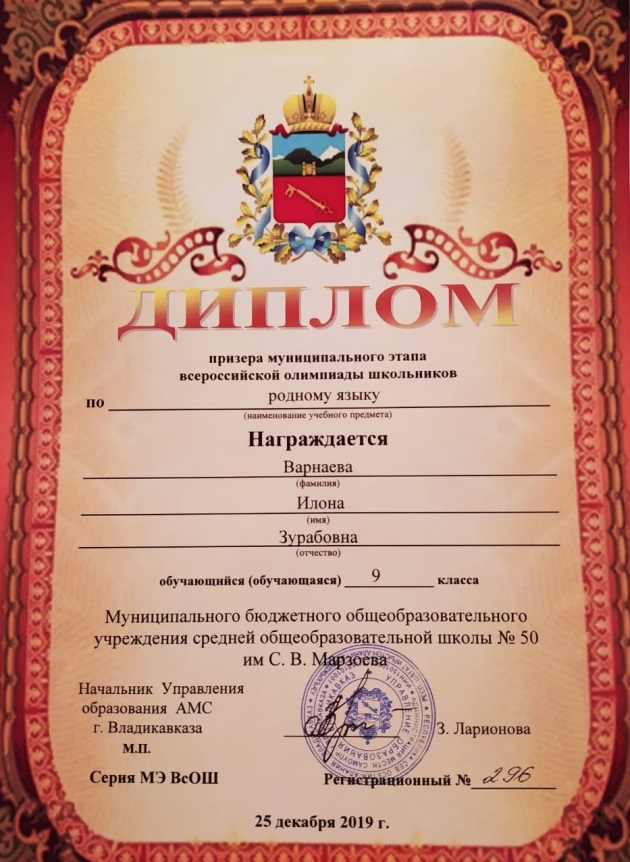 ДИПЛОМ
призера муниципального этапа
всероссийской олимпиады школьников
по родному языку
(наименование учебного предмета)
Награждается
Варнаева
(фамилия)
Илона
(имя)
Зурабовна
(отчество)
обучающийся (обучающаяся) 9 класса
Муниципального бюджетного общеобразовательного
учреждения средней общеобразовательной школы № 50
им С. В. Марзоева
Начальник Управления
образования АМС
г. Владикавказа
З. Ларионова
М.П.
УПРАВЛЕНИЕ ОБРАЗОВАНИЯ
Серия МЭ ВсОШ
Регистрационный № 296
25 декабря 2019 г.